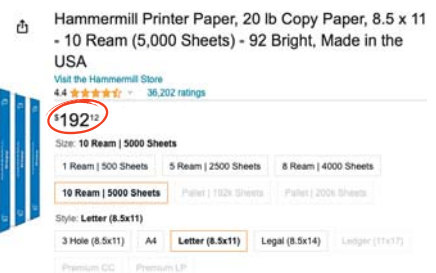 Hammermill Printer Paper, 20 lb Copy Paper, 8.5 x 11
- 10 Ream (5,000 Sheets) - 92 Bright, Made in the
USA
Visit the Hammermill Store
4.4 36,202 ratings
$192.12
Size: 10 Ream | 5000 Sheets
1 Ream | 500 Sheets 5 Ream | 2500 Sheets 8 Ream | 4000 Sheets
10 Ream | 5000 Sheets Pallet | 192k Sheets Pallet | 200k Sheets
Style: Letter (8.5x11)
3 Hole (8.5x11) A4 Letter (8.5x11) Legal (8.5x14) Ledger (11x17)
Premium CC Premium LP